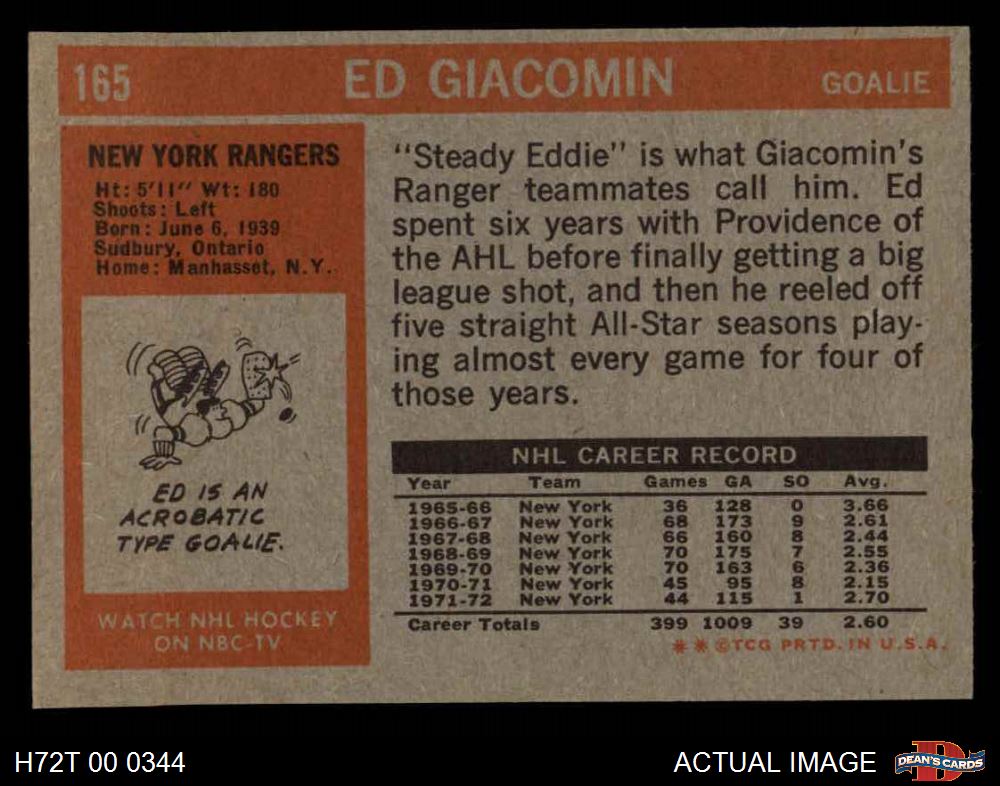 165 ED GIACOMIN GOALIE
NEW YORK RANGERS
Ht: 5'11" Wt: 180
Shoots: Left
Born: June 6, 1939
Sudbury, Ontario
Home: Manhasset, N.Y.
ED IS AN
ACROBATIC
TYPE GOALIE.
WATCH NHL HOCKEY
ON NBC-TV
"Steady Eddie" is what Giacomin's
Ranger teammates call him. Ed
spent six years with Providence of
the AHL before finally getting a big
league shot, and then he reeled off
five straight All-Star seasons play-
ing almost every game for four of
those years.
NHL CAREER RECORD
Year Team Games GA SO Avg.
1965-66 New York 36 128 0 3.66
1966-67 New York 68 173 9 2.61
1967-68 New York 66 160 8 2.44
1968-69 New York 70 175 7 2.55
1969-70 New York 70 163 6 2.36
1970-71 New York 45 95 8 2.15
1971-72 New York 44 115 1 2.70
Career Totals 399 1009 39 2.60
**©TCG PRTD. IN U.S.A.
H72T 00 0344 ACTUAL IMAGE D DEAN'S CARDS